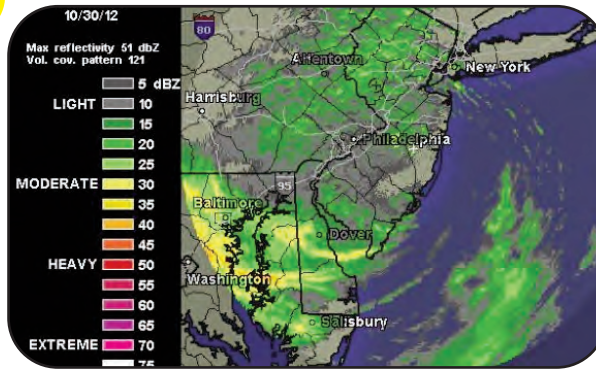 10/30/12
Max reflectivity 51 dbZ
Vol. cov. pattern 121
5 dBZ
LIGHT 10
15
20
25
MODERATE 30
35
40
45
HEAVY 50
55
60
65
EXTREME 70
75
80
Allentown
New York
Harrisburg
Philadelphia
95
Baltimore
Dover
Washington
Salisbury